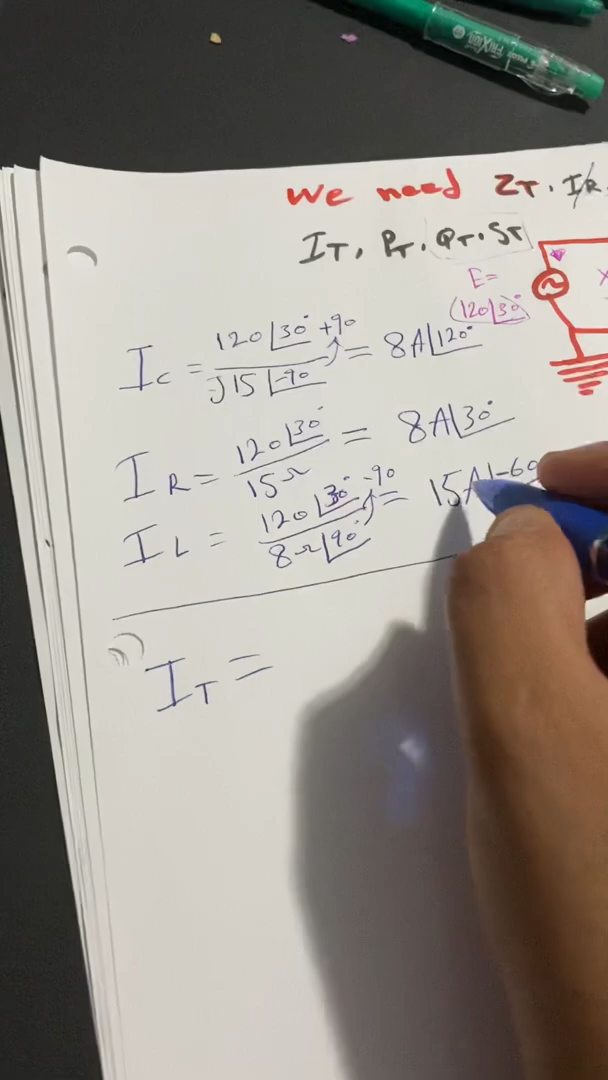 FriXion
We need ZT. IR.
IT, PT. QT. ST
E=
120∠30°
IC = 120∠30° +90 / -J15∠-90 = 8A∠120°
IR = 120∠30° / 15Ω = 8A∠30°
IL = 120∠30° -90 / 8Ω∠90° = 15A∠-60
IT =